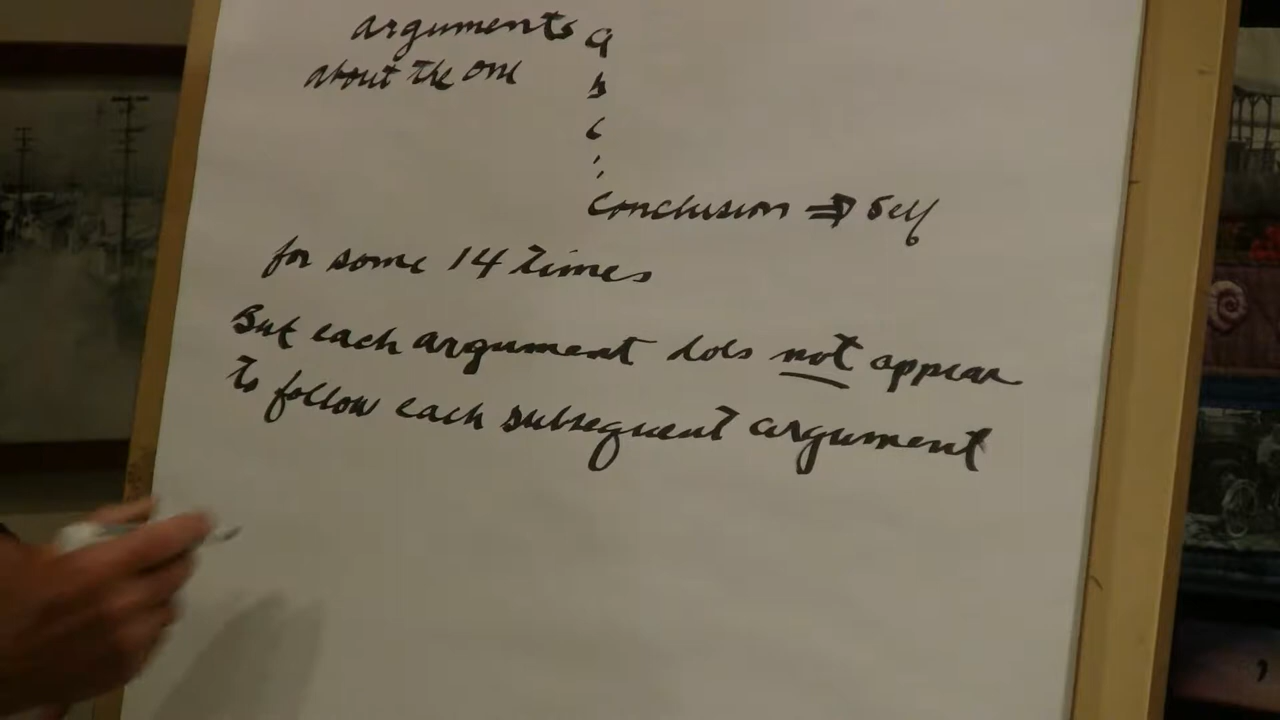 arguments a
about the one b
c
:
Conclusion ⇒ Self
for some 14 times
But each argument does not appear
to follow each subsequent argument